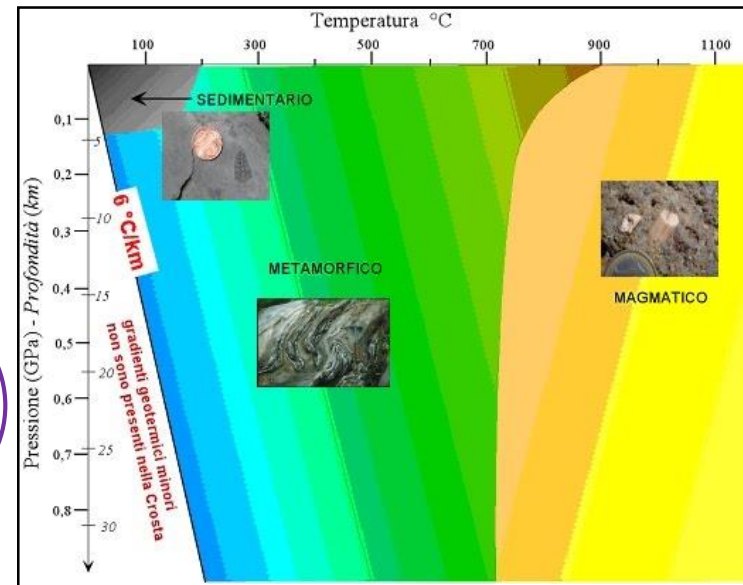 Temperatura °C
100 300 500 700 900 1100
SEDIMENTARIO
0,1
5
0,2
6 °C/km
10
0,3
METAMORFICO
MAGMATICO
0,4
15
0,5
20
0,6
25
0,7
0,8
30
Pressione (GPa) - Profondità (km)
gradienti geotermici minori
non sono presenti nella Crosta